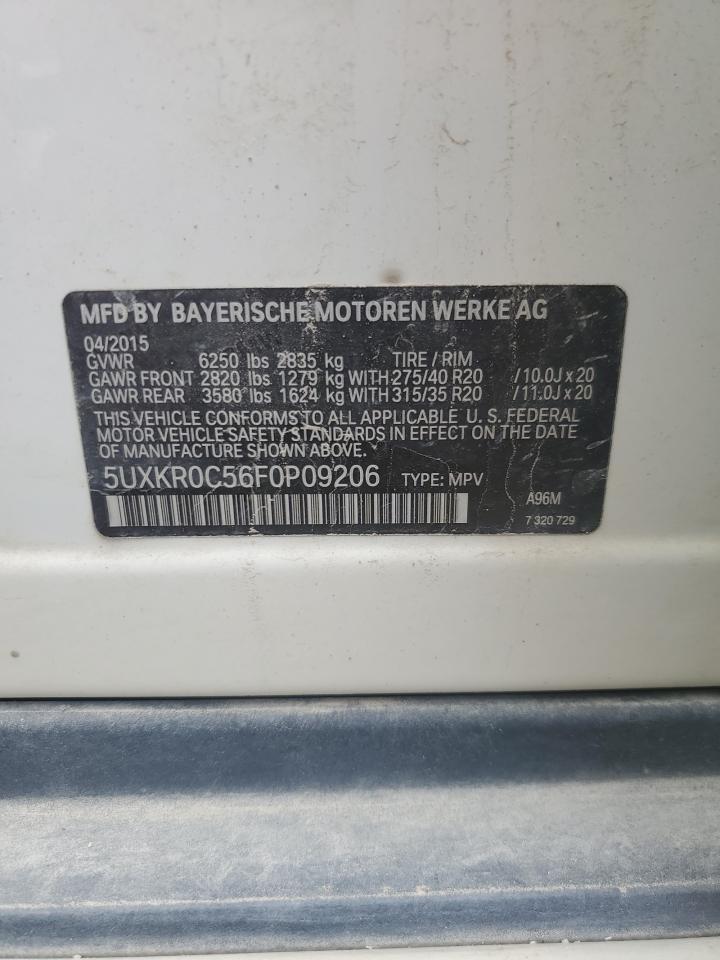 MFD BY BAYERISCHE MOTOREN WERKE AG
04/2015
GVWR 6250 lbs 2835 kg TIRE / RIM
GAWR FRONT 2820 lbs 1279 kg WITH 275/40 R20 /10.0J x 20
GAWR REAR 3580 lbs 1624 kg WITH 315/35 R20 /11.0J x 20
THIS VEHICLE CONFORMS TO ALL APPLICABLE U. S. FEDERAL
MOTOR VEHICLE SAFETY STANDARDS IN EFFECT ON THE DATE
OF MANUFACTURE SHOWN ABOVE.
5UXKR0C56F0P09206 TYPE: MPV
A96M
7 320 729